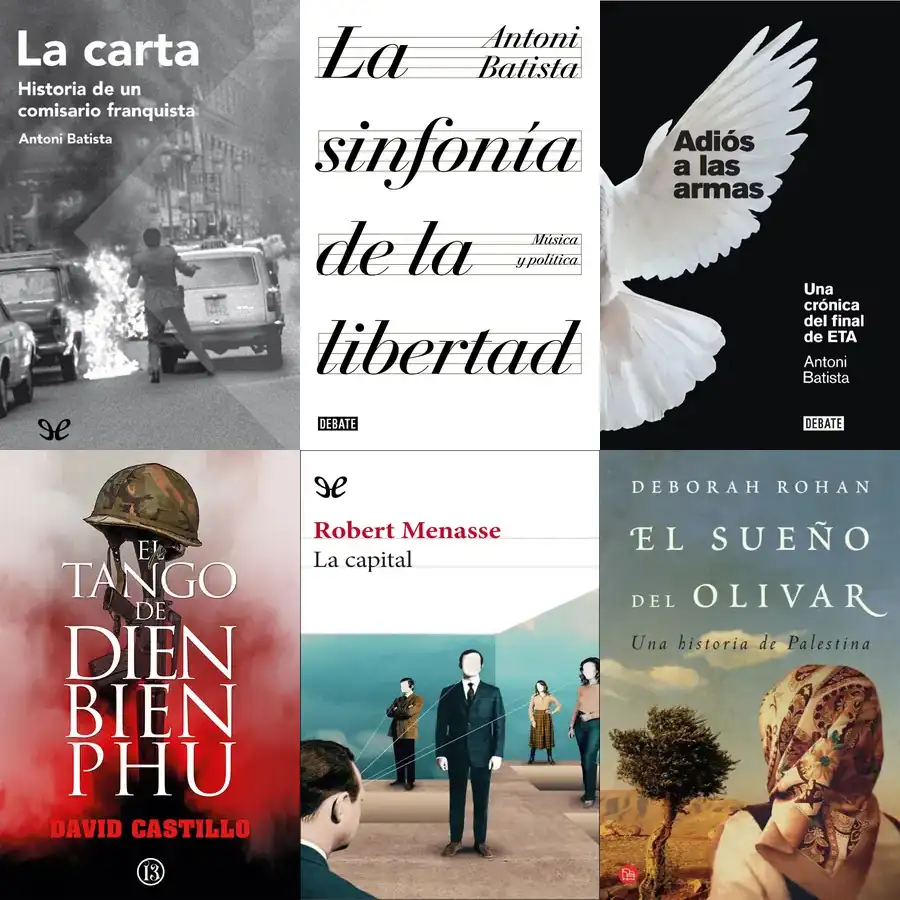 La carta
Historia de un
comisario franquista
Antoni Batista
La
Antoni
Batista
sinfonía
de la
Música
y política
libertad
DEBATE
Adiós
a las
armas
Una
crónica
del final
de ETA
Antoni
Batista
DEBATE
EL
TANGO
DE
DIEN
BIEN
PHU
DAVID CASTILLO
13
Robert Menasse
La capital
DEBORAH ROHAN
EL SUEÑO
DEL OLIVAR
Una historia de Palestina